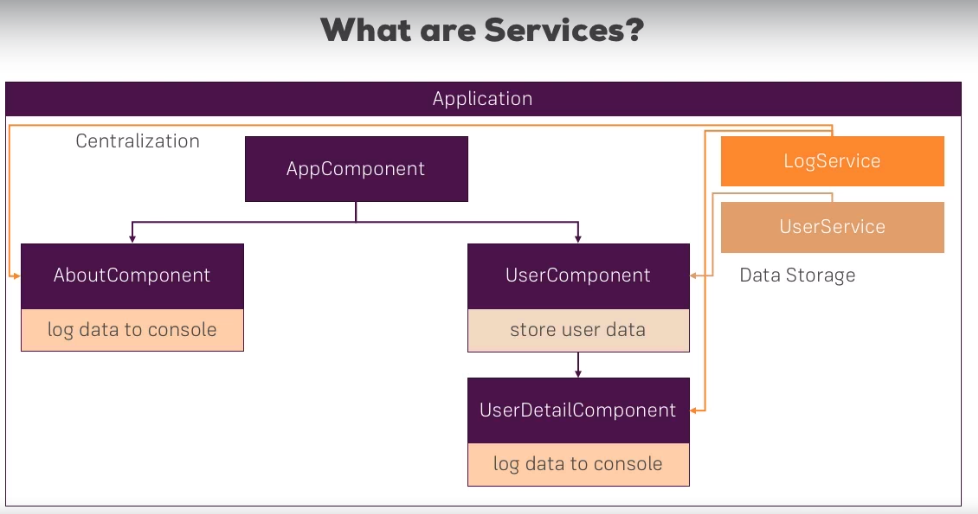 What are Services?
Application
Centralization
AppComponent
LogService
UserService
AboutComponent
UserComponent
Data Storage
log data to console
store user data
UserDetailComponent
log data to console